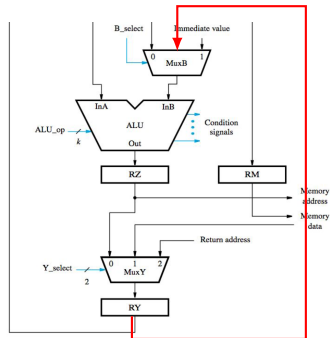 B_select
Immediate value
0
1
MuxB
InA
InB
ALU_op
k
ALU
Condition
signals
Out
RZ
RM
Memory
address
Memory
data
Return address
Y_select
2
0
1
2
MuxY
RY